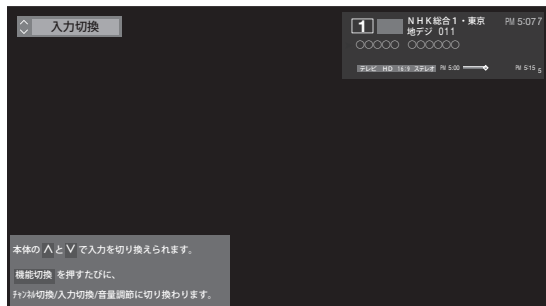 入力切換
1 NHK総合1・東京 PM 5:07 7
地デジ 011
○○○○○ ○○○○○○
テレビ HD 16:9 ステレオ PM 5:00 PM 5:15 5
本体の ∧ と ∨ で入力を切り換えられます。
機能切換 を押すたびに、
ﾁｬﾝﾈﾙ切換/入力切換/音量調節に切り換わります。